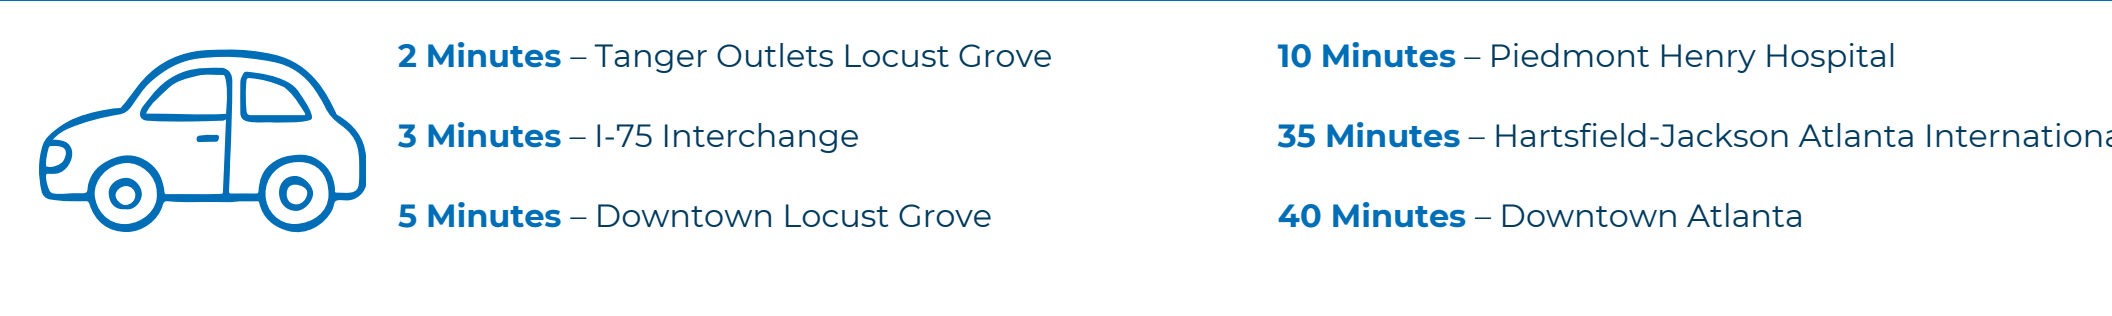 2 Minutes – Tanger Outlets Locust Grove
3 Minutes – I-75 Interchange
5 Minutes – Downtown Locust Grove
10 Minutes – Piedmont Henry Hospital
35 Minutes – Hartsfield-Jackson Atlanta
40 Minutes – Downtown Atlanta